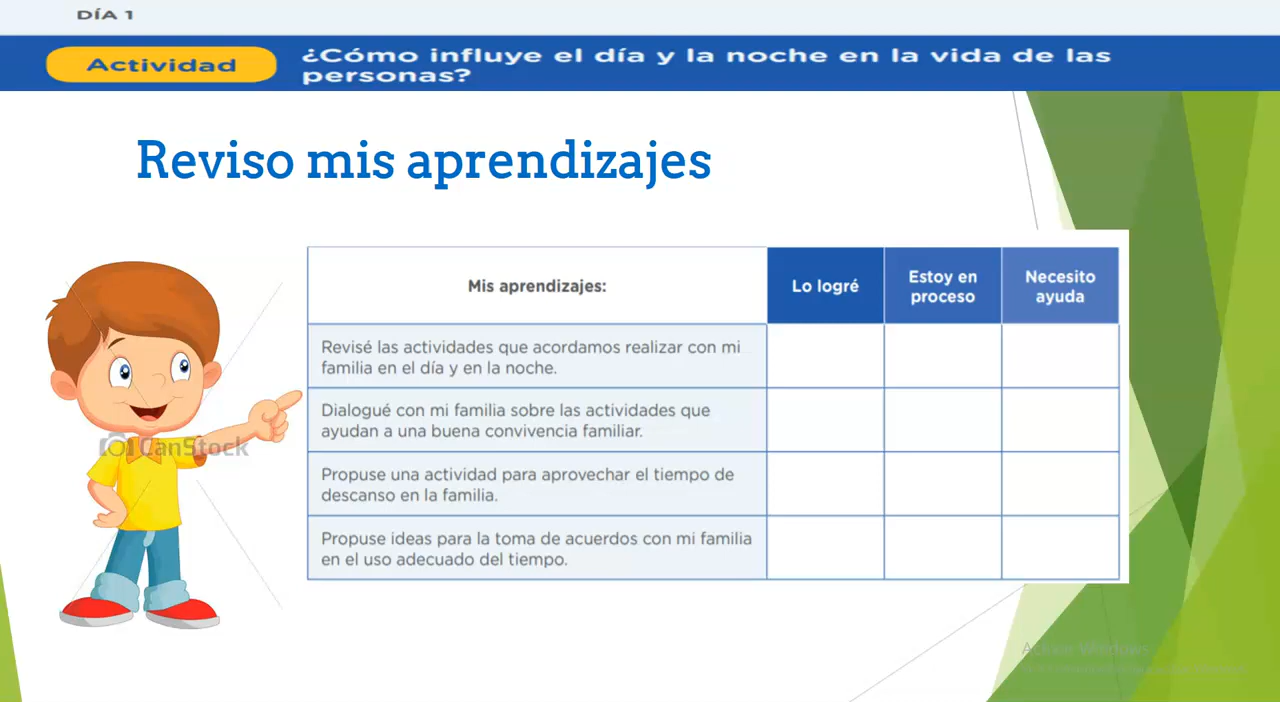 DÍA 1
Actividad
¿Cómo influye el día y la noche en la vida de las
personas?
Reviso mis aprendizajes
Mis aprendizajes:
Lo logré
Estoy en
proceso
Necesito
ayuda
Revisé las actividades que acordamos realizar con mi
familia en el día y en la noche.
Dialogué con mi familia sobre las actividades que
ayudan a una buena convivencia familiar.
Propuse una actividad para aprovechar el tiempo de
descanso en la familia.
Propuse ideas para la toma de acuerdos con mi familia
en el uso adecuado del tiempo.
CanStock
Activar Windows